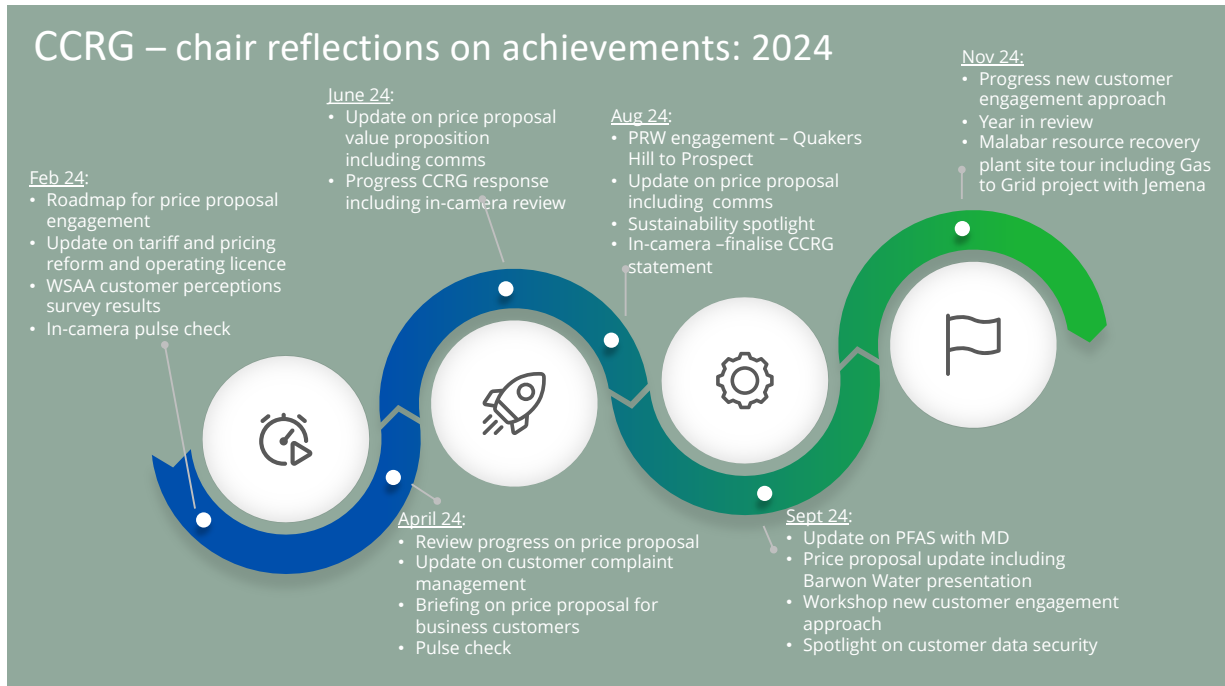 CCRG – chair reflections on achievements: 2024
Feb 24:
• Roadmap for price proposal
engagement
• Update on tariff and pricing
reform and operating licence
• WSAA customer perceptions
survey results
• In-camera pulse check
April 24:
• Review progress on price proposal
• Update on customer complaint
management
• Briefing on price proposal for
business customers
• Pulse check
June 24:
• Update on price proposal
value proposition
including comms
• Progress CCRG response
including in-camera review
Aug 24:
• PRW engagement – Quakers
Hill to Prospect
• Update on price proposal
including  comms
• Sustainability spotlight
• In-camera –finalise CCRG
statement
Sept 24:
• Update on PFAS with MD
• Price proposal update including
Barwon Water presentation
• Workshop new customer engagement
approach
• Spotlight on customer data security
Nov 24:
• Progress new customer
engagement approach
• Year in review
• Malabar resource recovery
plant site tour including Gas
to Grid project with Jemena